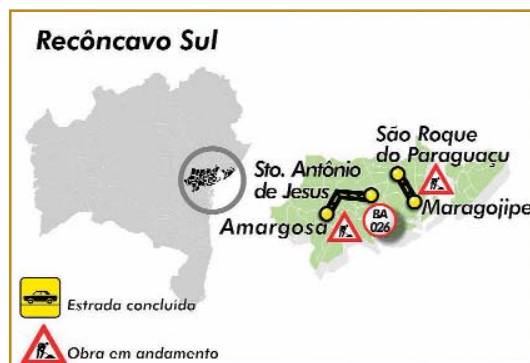 Recôncavo Sul
São Roque
do Paraguaçu
Sto. Antônio
de Jesus
Maragojipe
Amargosa
BA
026
Estrada concluída
Obra em andamento